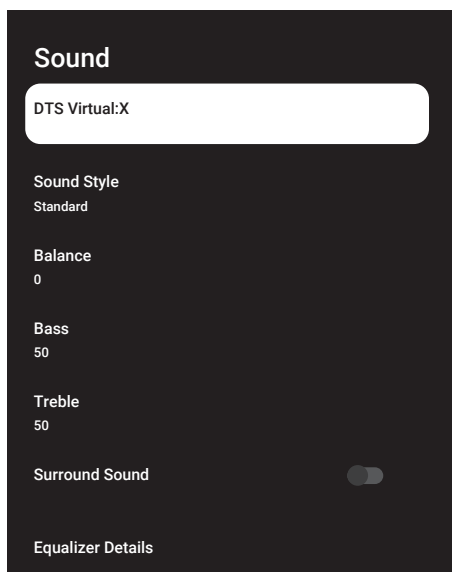 Sound
DTS Virtual:X
Sound Style
Standard
Balance
0
Bass
50
Treble
50
Surround Sound
Equalizer Details